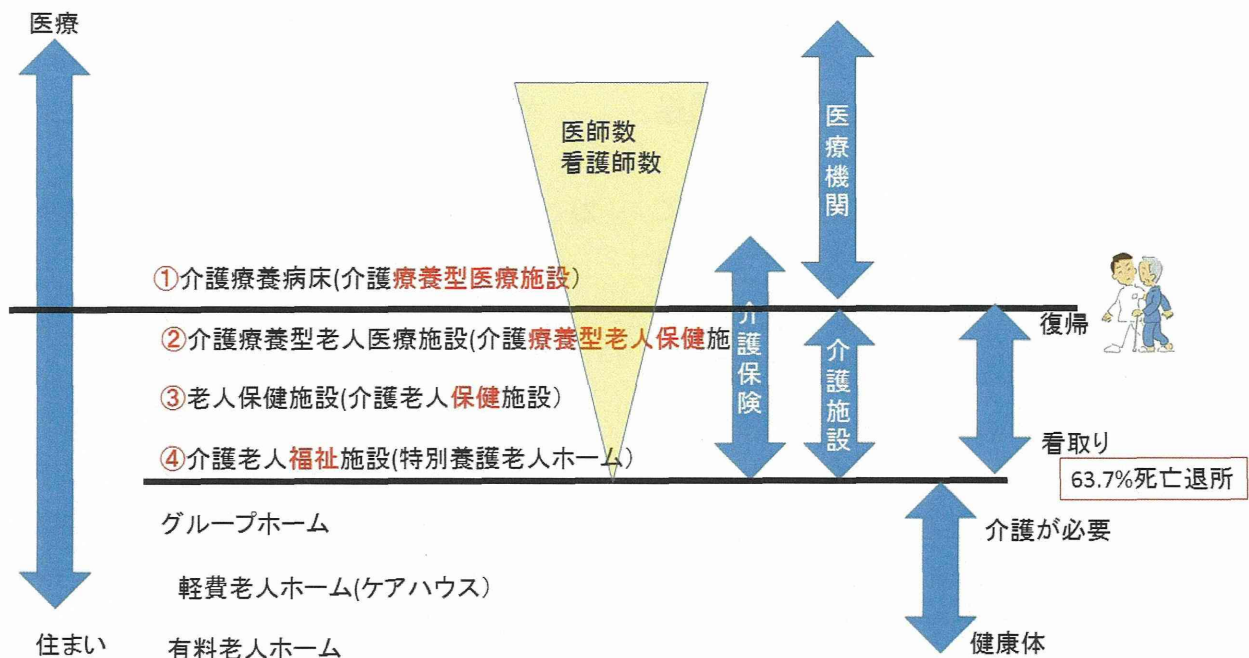 医療
医師数
看護師数
医療機関
①介護療養病床(介護療養型医療施設)
②介護療養型老人医療施設(介護療養型老人保健施
③老人保健施設(介護老人保健施設)
④介護老人福祉施設(特別養護老人ホーム)
介護保険
介護施設
復帰
看取り
63.7%死亡退所
グループホーム
介護が必要
軽費老人ホーム(ケアハウス)
住まい
有料老人ホーム
健康体